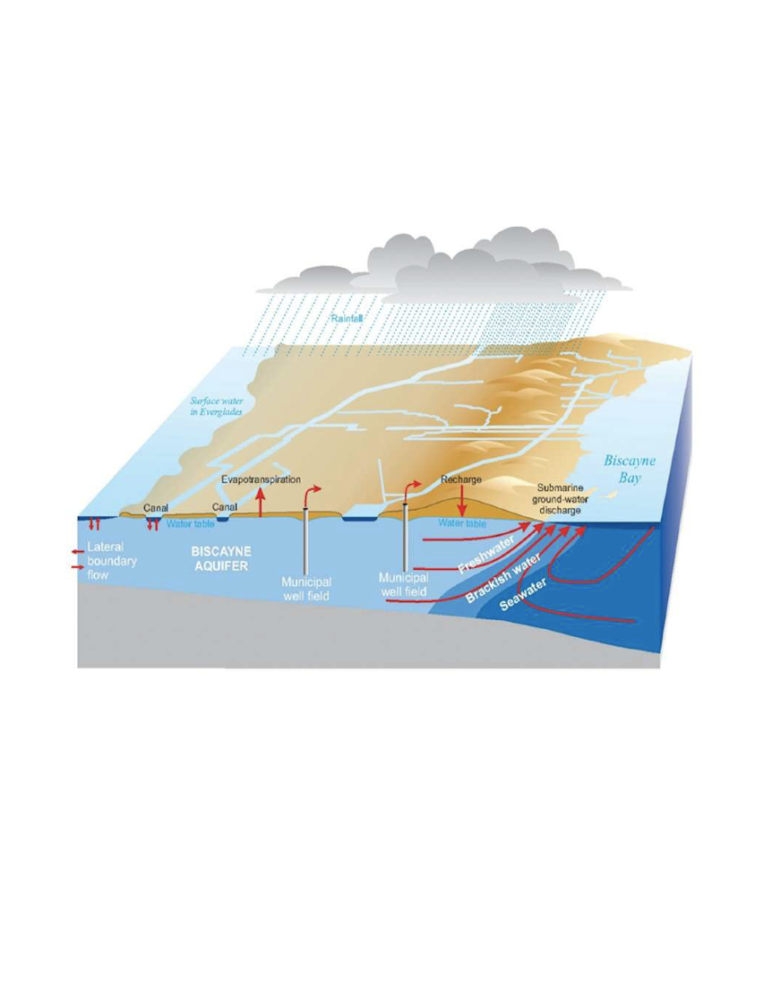 Rainfall
Surface water
in Everglades
Biscayne
Bay
Evapotranspiration
Recharge
Submarine
ground-water
discharge
Canal
Canal
Water table
Water table
Lateral
boundary
flow
BISCAYNE
AQUIFER
Municipal
well field
Municipal
well field
Freshwater
Brackish water
Seawater